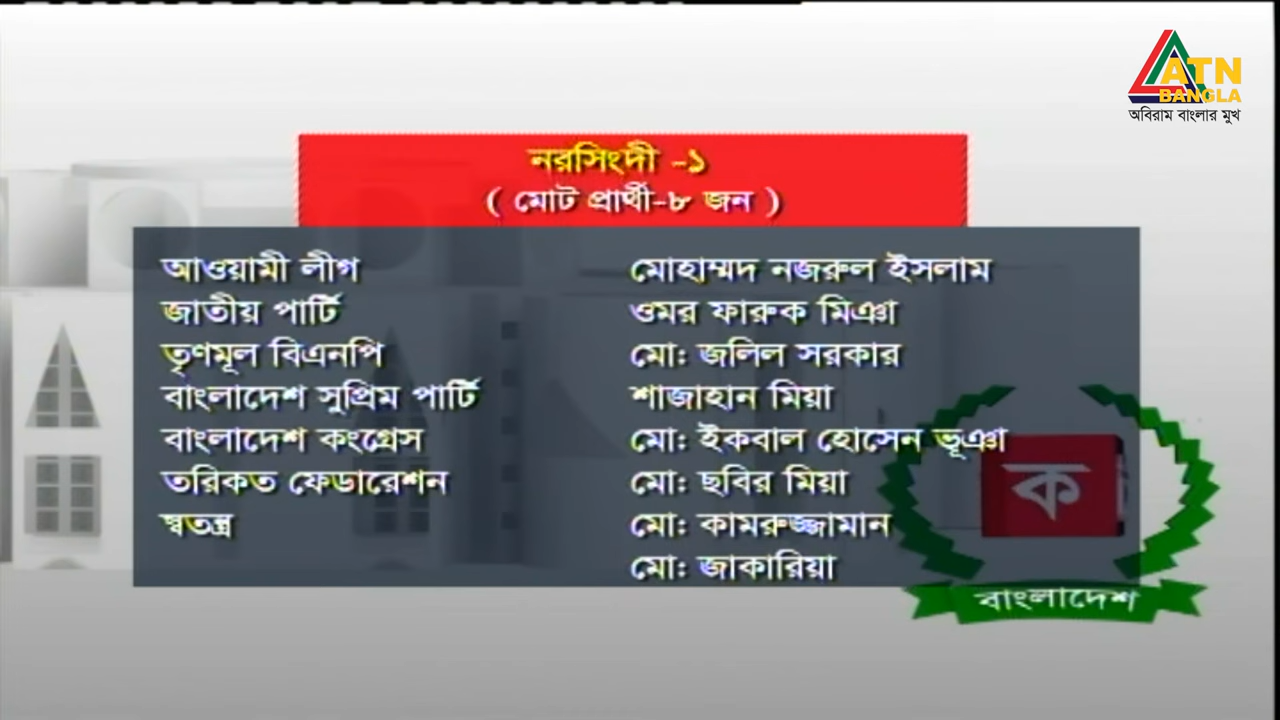 ATN
BANGLA
অবিরাম বাংলার মুখ
নরসিংদী -১
( মোট প্রার্থী-৮ জন )
আওয়ামী লীগ মোহাম্মদ নজরুল ইসলাম
জাতীয় পার্টি ওমর ফারুক মিঞা
তৃণমূল বিএনপি মো: জলিল সরকার
বাংলাদেশ সুপ্রিম পার্টি শাজাহান মিয়া
বাংলাদেশ কংগ্রেস মো: ইকবাল হোসেন ভূঞা
তরিকত ফেডারেশন মো: ছবির মিয়া
স্বতন্ত্র মো: কামরুজ্জামান
মো: জাকারিয়া
ক
বাংলাদেশ